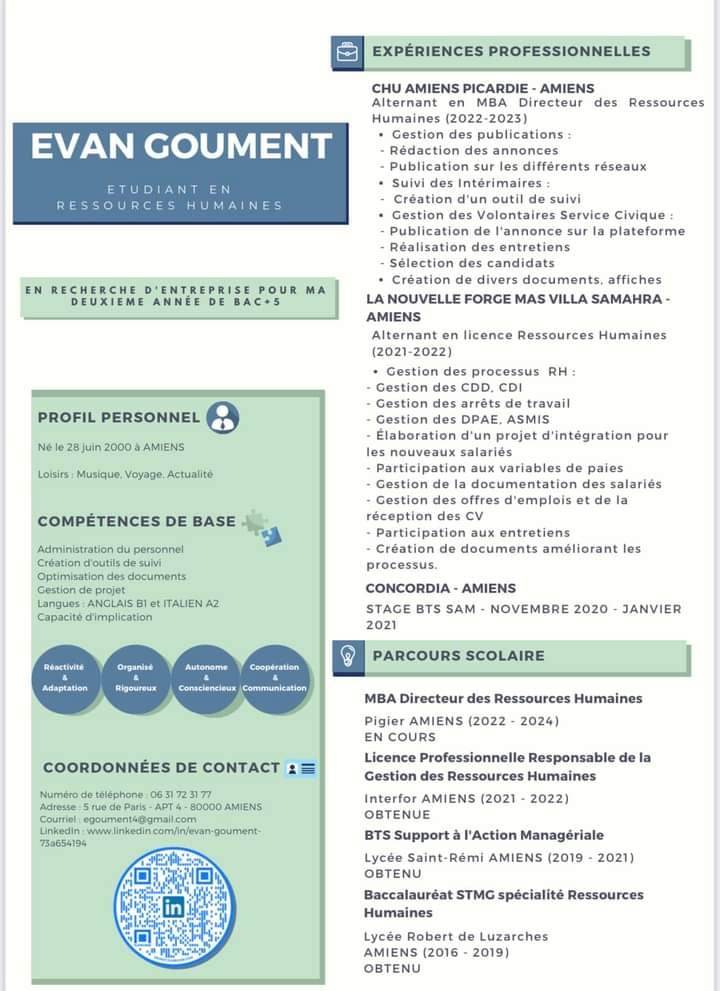 EVAN GOUMENT
ETUDIANT EN
RESSOURCES HUMAINES
EN RECHERCHE D'ENTREPRISE POUR MA
DEUXIEME ANNÉE DE BAC+5
PROFIL PERSONNEL
Né le 28 juin 2000 à AMIENS
Loisirs : Musique, Voyage, Actualité
COMPÉTENCES DE BASE
Administration du personnel
Création d'outils de suivi
Optimisation des documents
Gestion de projet
Langues : ANGLAIS B1 et ITALIEN A2
Capacité d'implication
Réactivité
&
Adaptation
Organisé
&
Rigoureux
Autonome
&
Consciencieux
Coopération
&
Communication
COORDONNÉES DE CONTACT
Numéro de téléphone : 06 31 72 31 77
Adresse : 5 rue de Paris - APT 4 - 80000 AMIENS
Courriel : egoument4@gmail.com
LinkedIn : www.linkedin.com/in/evan-goument-
73a654194
in
EXPÉRIENCES PROFESSIONNELLES
CHU AMIENS PICARDIE - AMIENS
Alternant en MBA Directeur des Ressources
Humaines (2022-2023)
• Gestion des publications :
- Rédaction des annonces
- Publication sur les différents réseaux
• Suivi des Intérimaires :
- Création d'un outil de suivi
• Gestion des Volontaires Service Civique :
- Publication de l'annonce sur la plateforme
- Réalisation des entretiens
- Sélection des candidats
• Création de divers documents, affiches
LA NOUVELLE FORGE MAS VILLA SAMAHRA -
AMIENS
Alternant en licence Ressources Humaines
(2021-2022)
• Gestion des processus RH :
- Gestion des CDD, CDI
- Gestion des arrêts de travail
- Gestion des DPAE, ASMIS
- Élaboration d'un projet d'intégration pour
les nouveaux salariés
- Participation aux variables de paies
- Gestion de la documentation des salariés
- Gestion des offres d'emplois et de la
réception des CV
- Participation aux entretiens
- Création de documents améliorant les
processus.
CONCORDIA - AMIENS
STAGE BTS SAM - NOVEMBRE 2020 - JANVIER
2021
PARCOURS SCOLAIRE
MBA Directeur des Ressources Humaines
Pigier AMIENS (2022 - 2024)
EN COURS
Licence Professionnelle Responsable de la
Gestion des Ressources Humaines
Interfor AMIENS (2021 - 2022)
OBTENUE
BTS Support à l'Action Managériale
Lycée Saint-Rémi AMIENS (2019 - 2021)
OBTENU
Baccalauréat STMG spécialité Ressources
Humaines
Lycée Robert de Luzarches
AMIENS (2016 - 2019)
OBTENU